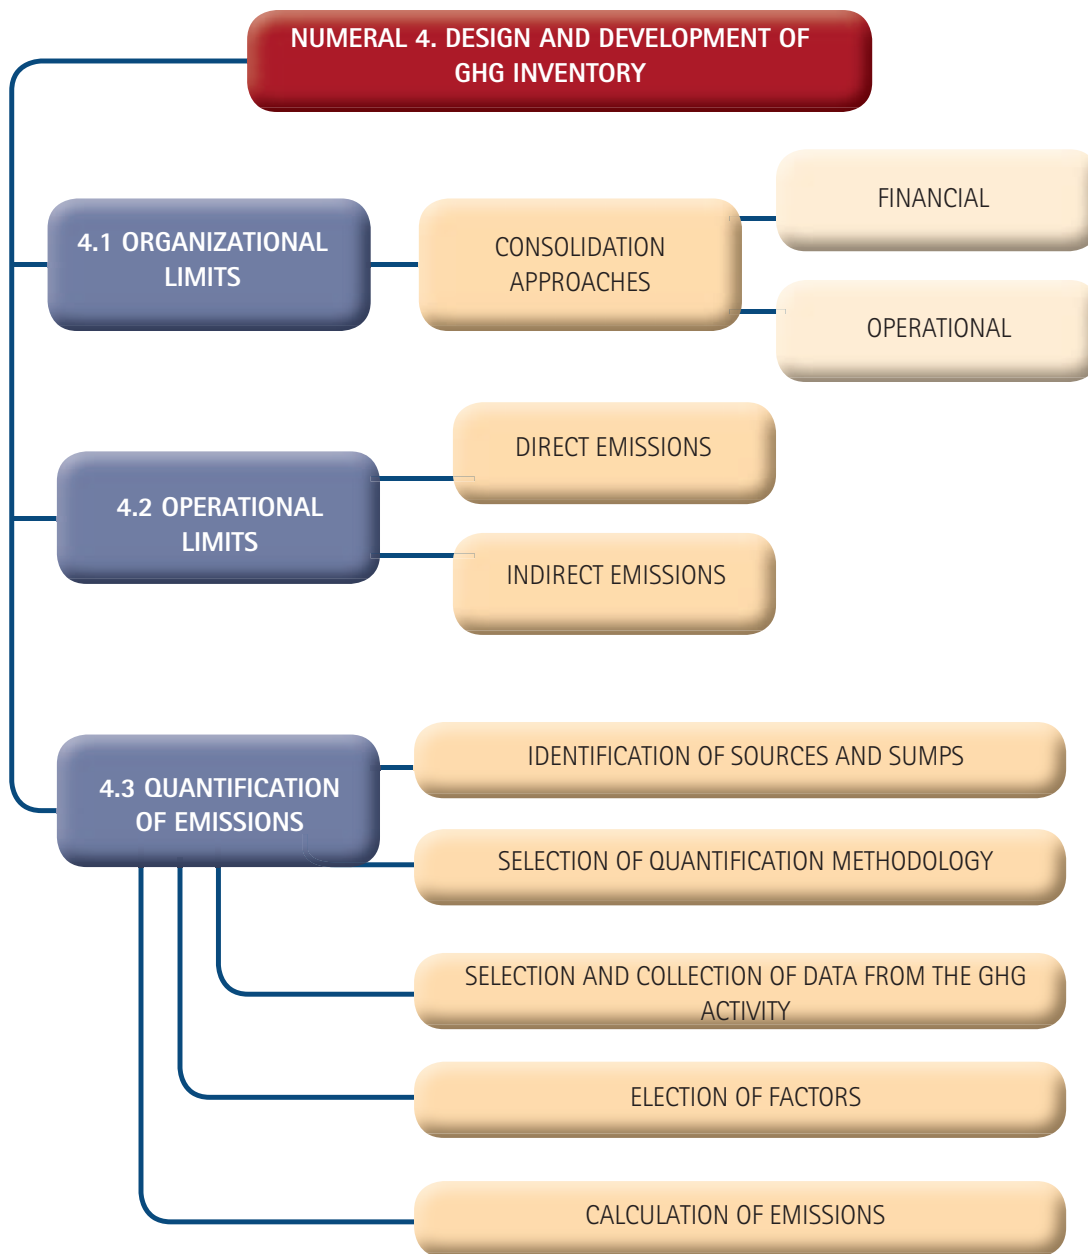 NUMERAL 4. DESIGN AND DEVELOPMENT OF
GHG INVENTORY
4.1 ORGANIZATIONAL
LIMITS
CONSOLIDATION
APPROACHES
FINANCIAL
OPERATIONAL
4.2 OPERATIONAL
LIMITS
DIRECT EMISSIONS
INDIRECT EMISSIONS
4.3 QUANTIFICATION
OF EMISSIONS
IDENTIFICATION OF SOURCES AND SUMPS
SELECTION OF QUANTIFICATION METHODOLOGY
SELECTION AND COLLECTION OF DATA FROM THE GHG
ACTIVITY
ELECTION OF FACTORS
CALCULATION OF EMISSIONS